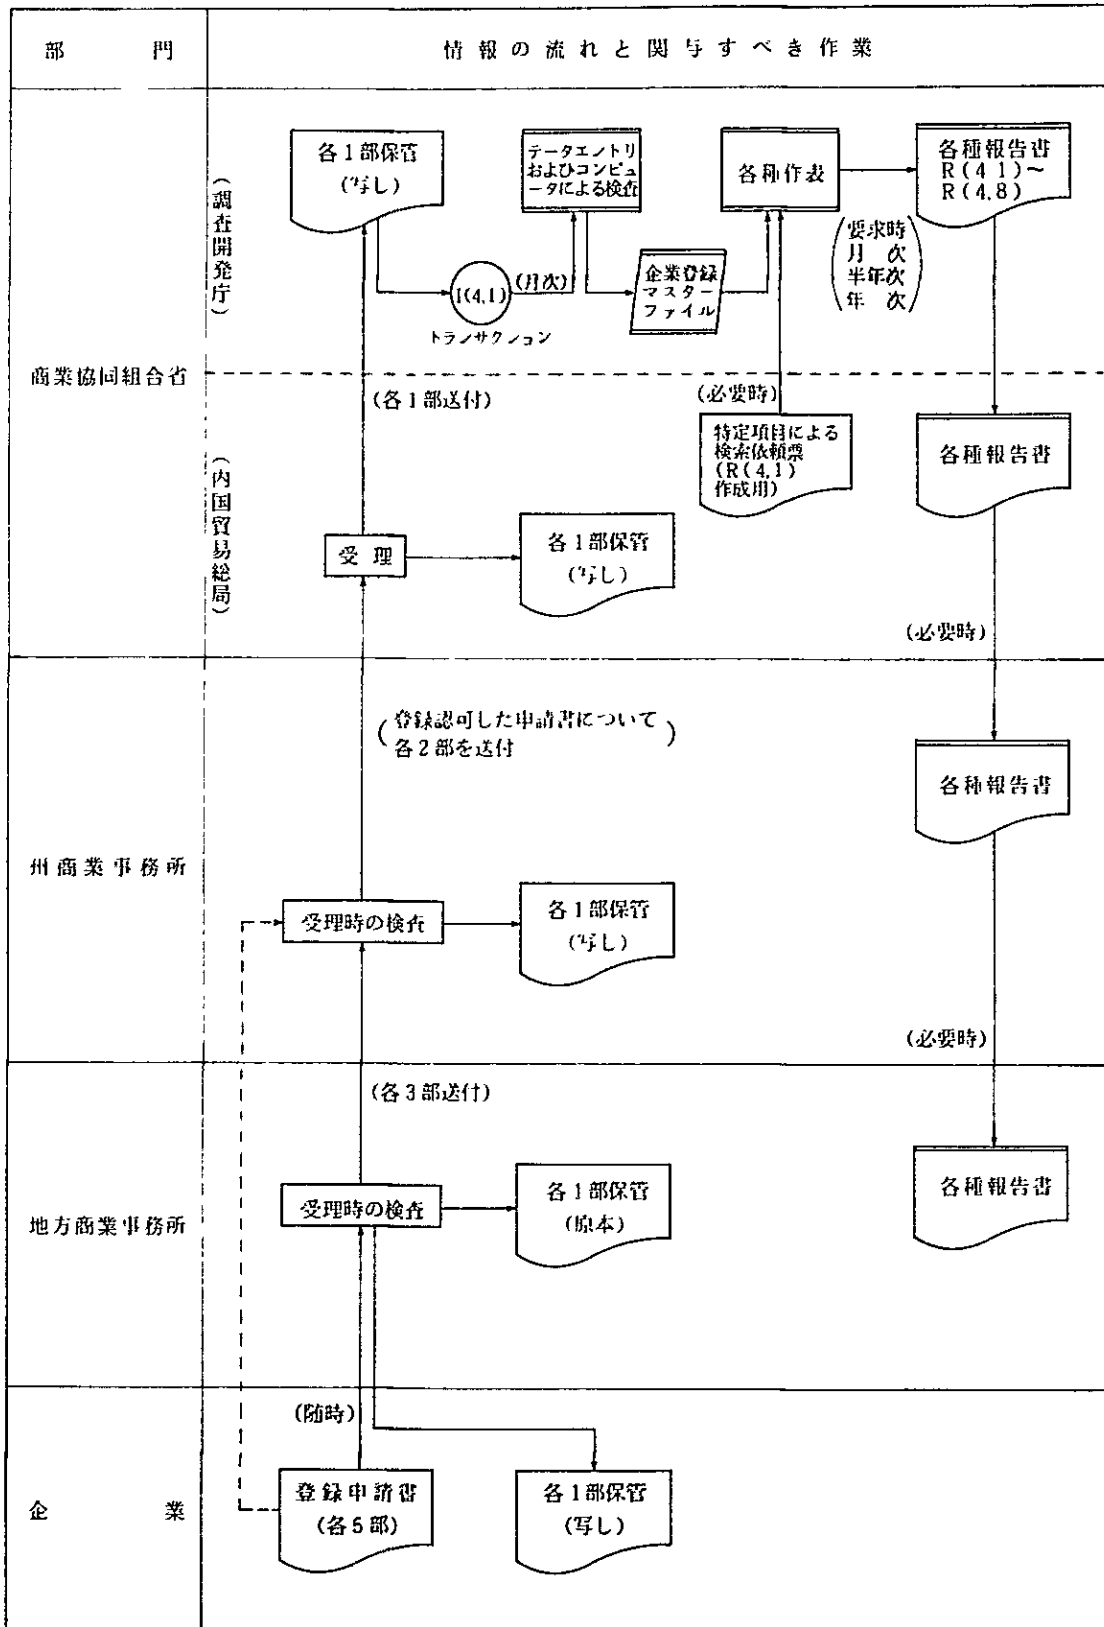 部門
情報の流れと関与すべき作業
商業協同組合省
(調査開発庁)
各1部保管
(写し)
データエントリ
およびコンピュ
ータによる検査
各種作表
各種報告書
R(4.1)～
R(4.8)
I(4.1)
(月次)
トランザクション
企業登録
マスター
ファイル
(要求時
月次
半年次
年次)
(内国貿易総局)
(各1部送付)
(必要時)
特定項目による
検索依頼票
(R(4.1)
作成用)
各種報告書
受理
各1部保管
(写し)
(必要時)
州商業事務所
(登録認可した申請書について
各2部を送付)
各種報告書
受理時の検査
各1部保管
(写し)
(必要時)
地方商業事務所
(各3部送付)
受理時の検査
各1部保管
(原本)
各種報告書
企業
(随時)
登録申請書
(各5部)
各1部保管
(写し)